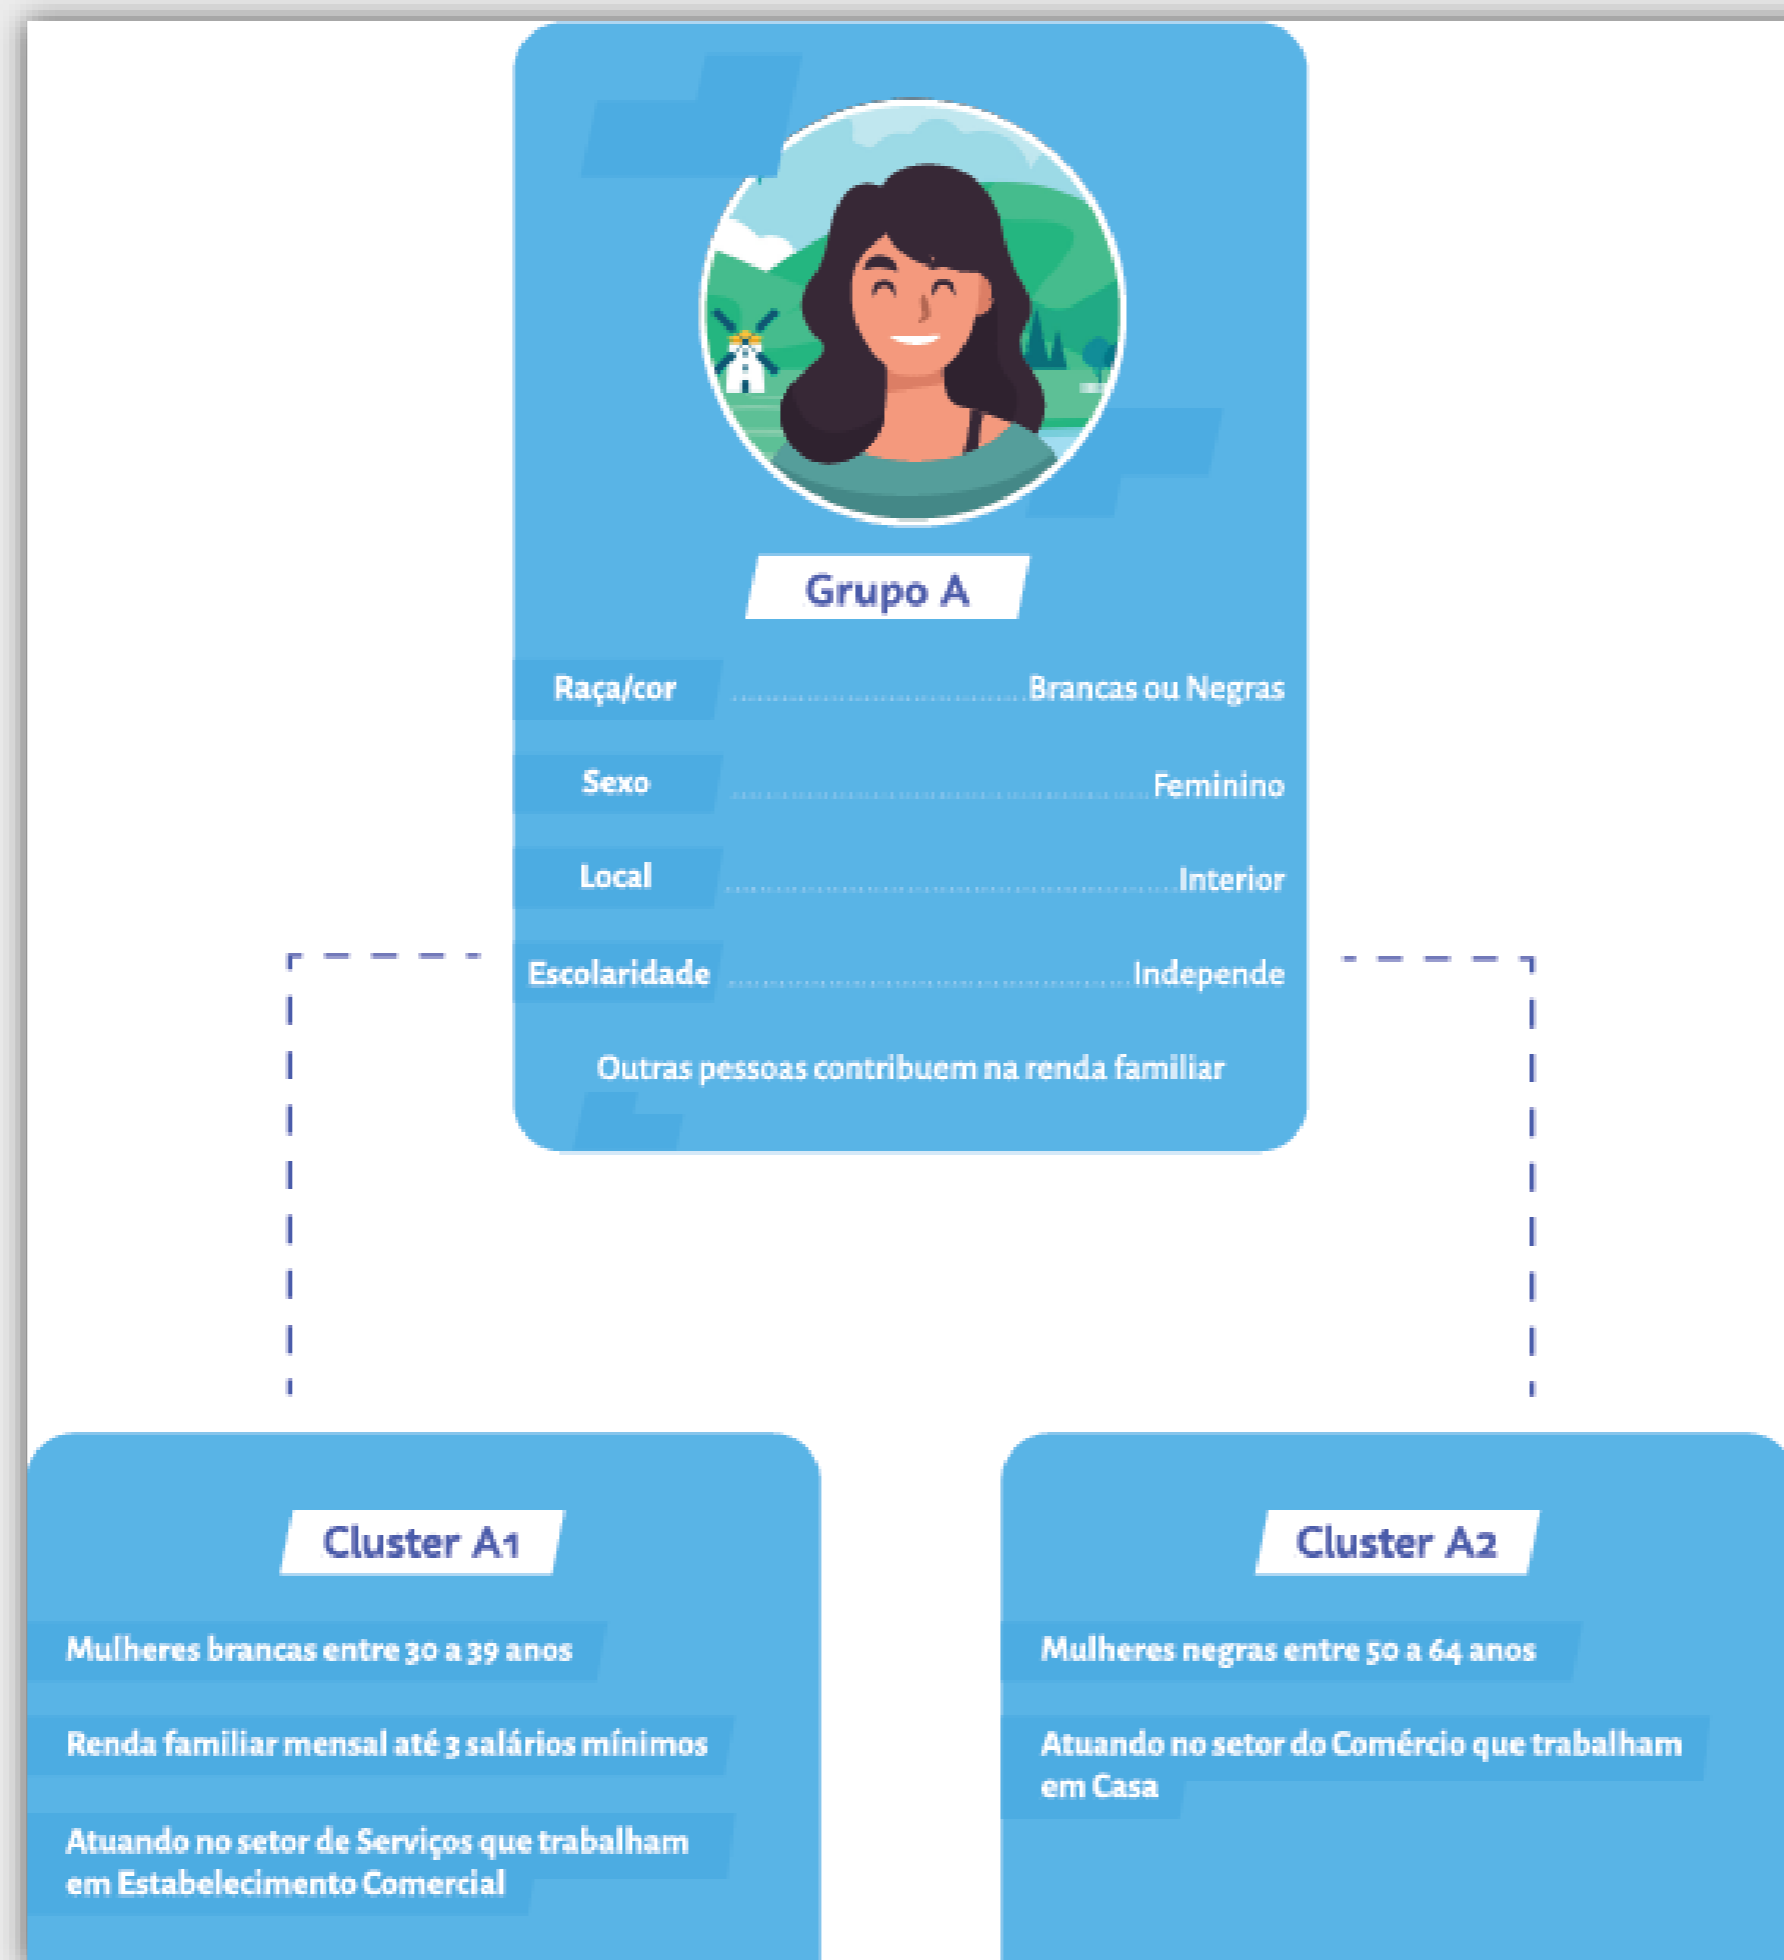 Grupo A
Raça/cor Brancas ou Negras
Sexo Feminino
Local Interior
Escolaridade Independe
Outras pessoas contribuem na renda familiar
Cluster A1
Mulheres brancas entre 30 a 39 anos
Renda familiar mensal até 3 salários mínimos
Atuando no setor de Serviços que trabalham
em Estabelecimento Comercial
Cluster A2
Mulheres negras entre 50 a 64 anos
Atuando no setor do Comércio que trabalham
em Casa